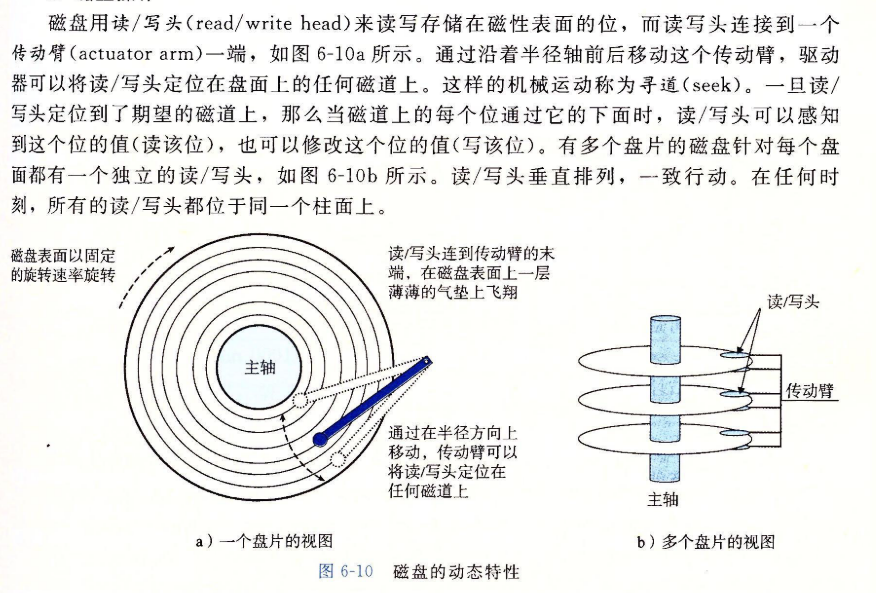 磁盘用读/写头(read/write head)来读写存储在磁性表面的位，而读写头连接到一个
传动臂(actuator arm)一端，如图 6-10a 所示。通过沿着半径轴前后移动这个传动臂，驱动
器可以将读/写头定位在盘面上的任何磁道上。这样的机械运动称为寻道(seek)。一旦读/
写头定位到了期望的磁道上，那么当磁道上的每个位通过它的下面时，读/写头可以感知
到这个位的值(读该位)，也可以修改这个位的值(写该位)。有多个盘片的磁盘针对每个盘
面都有一个独立的读/写头，如图 6-10b 所示。读/写头垂直排列，一致行动。在任何时
刻，所有的读/写头都位于同一个柱面上。
磁盘表面以固定
的旋转速率旋转
读/写头连到传动臂的末
端，在磁盘表面上一层
薄薄的气垫上飞翔
主轴
通过在半径方向上
移动，传动臂可以
将读/写头定位在
任何磁道上
读/写头
传动臂
主轴
a）一个盘片的视图
b）多个盘片的视图
图 6-10 磁盘的动态特性